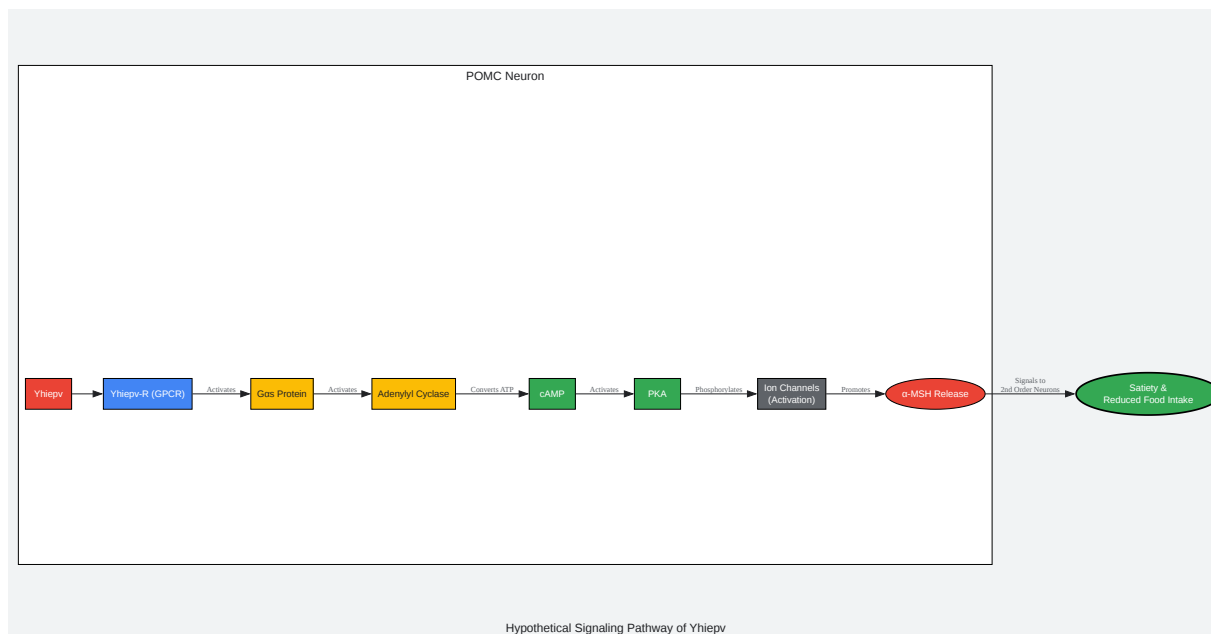 POMC Neuron
Yhiepv
Yhiepv-R (GPCR)
Activates
Gαs Protein
Activates
Adenylyl Cyclase
Converts ATP
cAMP
Activates
PKA
Phosphorylates
Ion Channels
(Activation)
Promotes
α-MSH Release
Signals to
2nd Order Neurons
Satiety &
Reduced Food Intake
Hypothetical Signaling Pathway of Yhiepv